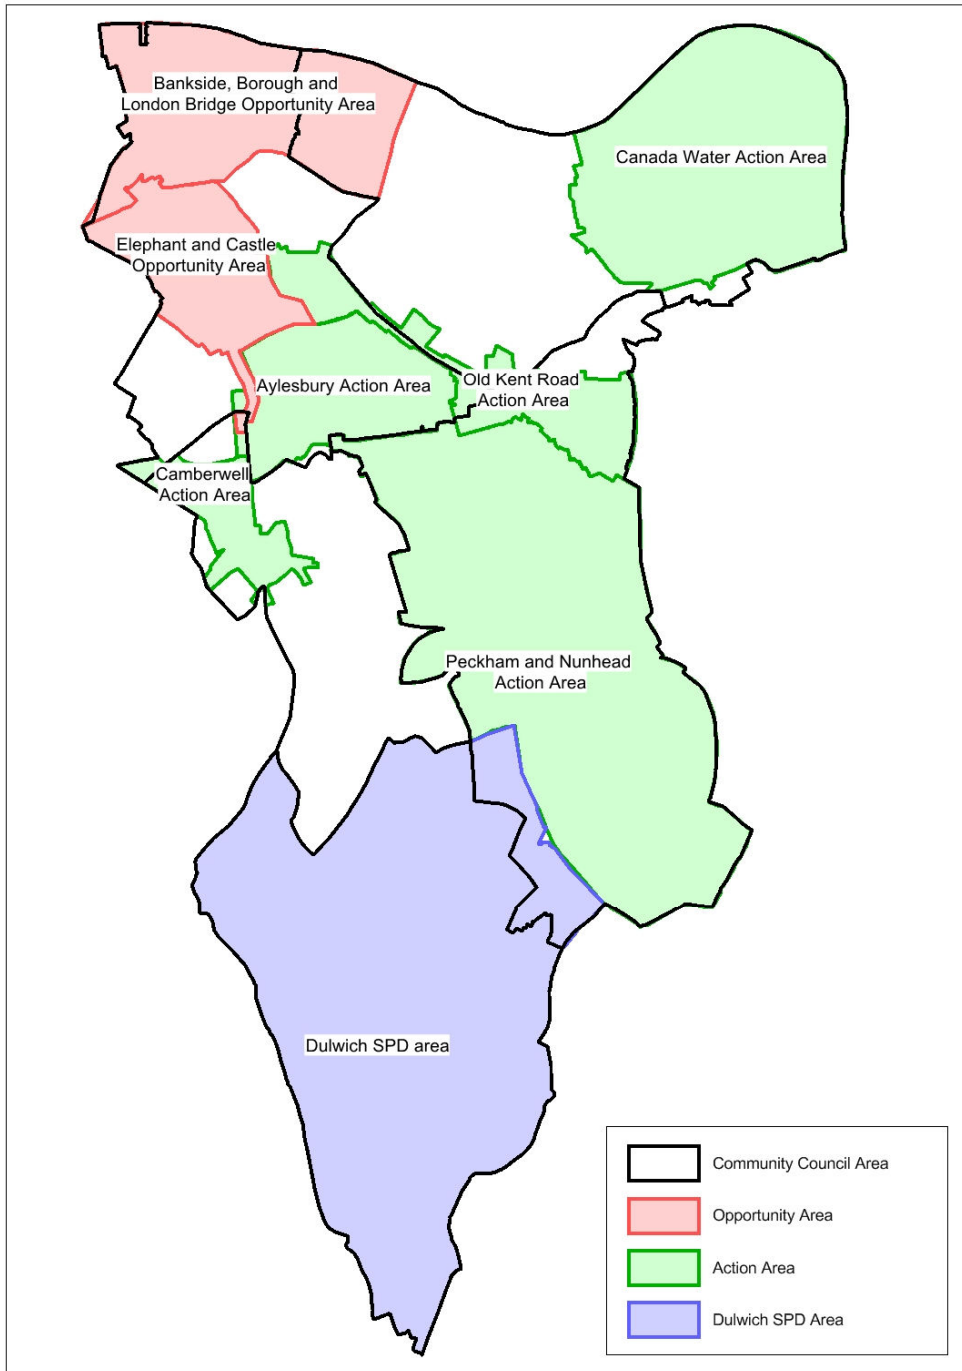 Bankside, Borough and
London Bridge Opportunity Area
Canada Water Action Area
Elephant and Castle
Opportunity Area
Aylesbury Action Area
Old Kent Road
Action Area
Camberwell
Action Area
Peckham and Nunhead
Action Area
Dulwich SPD area
Community Council Area
Opportunity Area
Action Area
Dulwich SPD Area